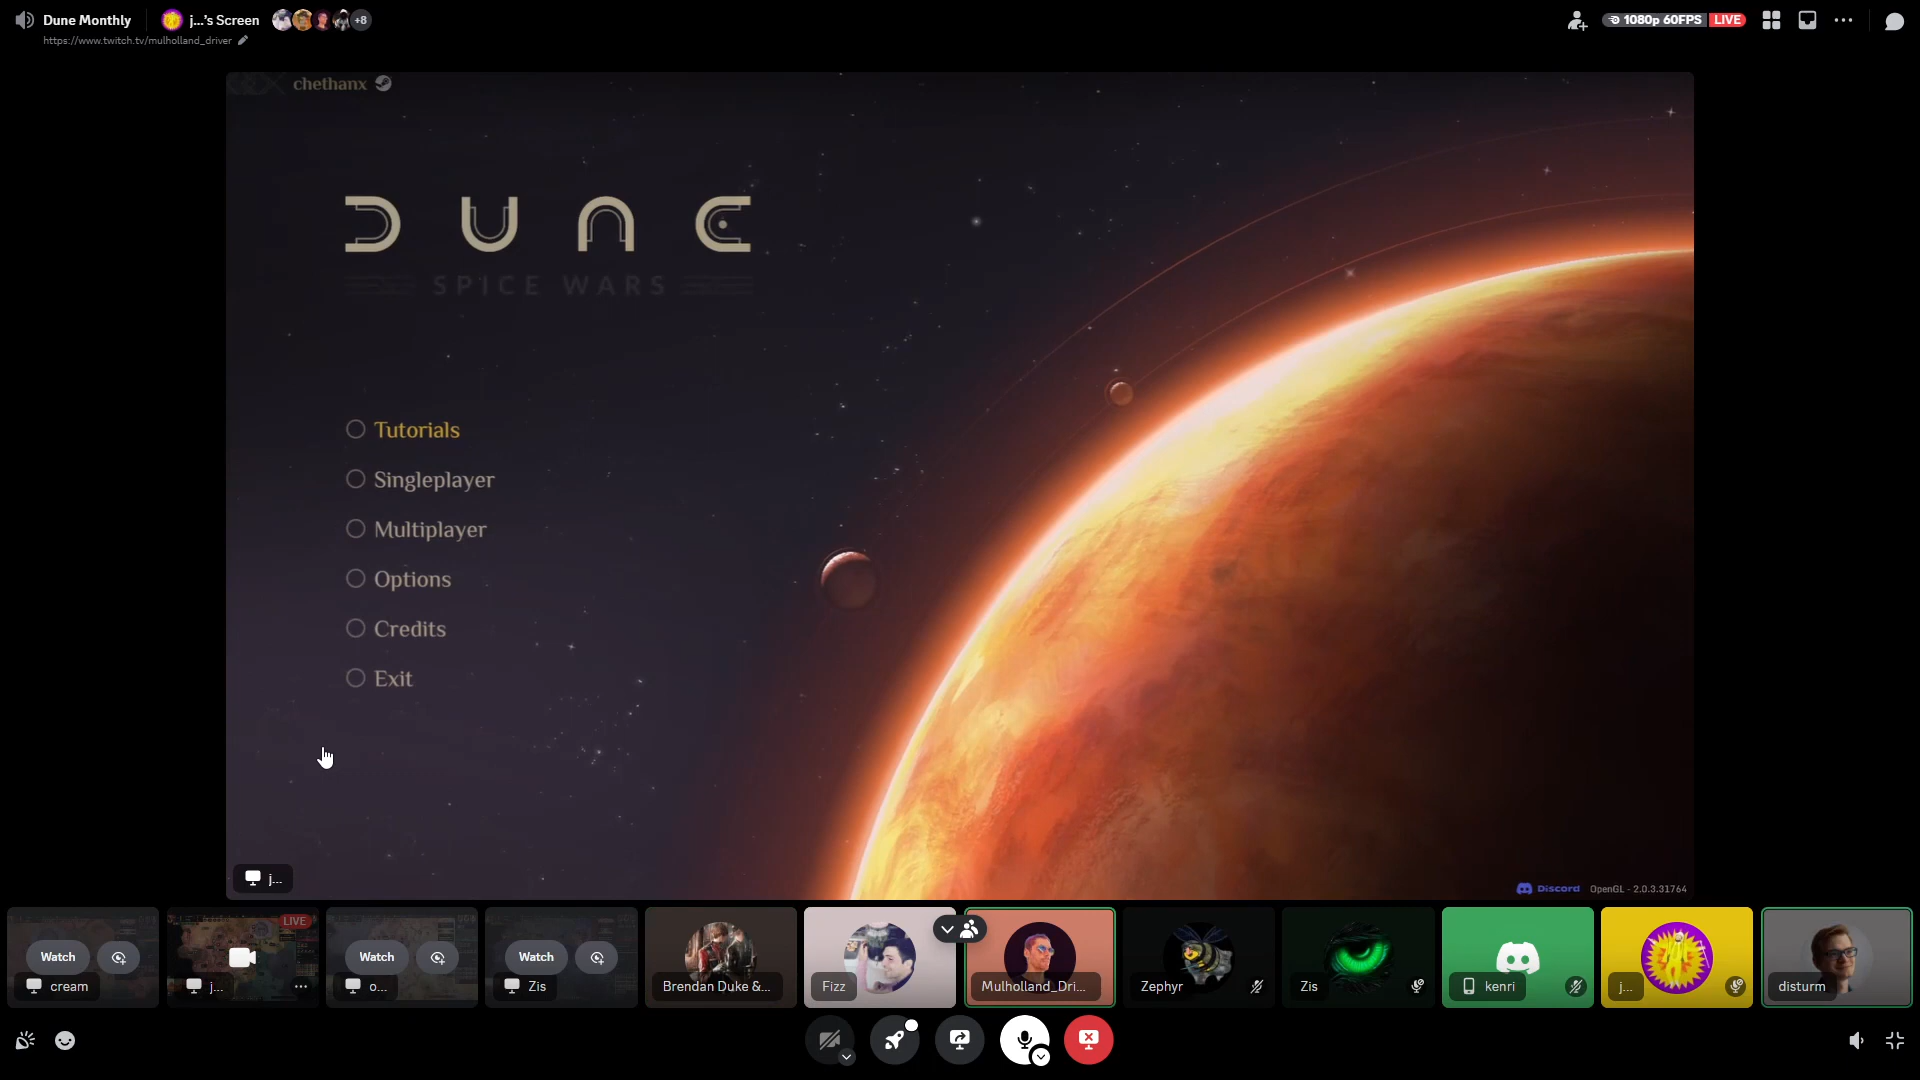 Dune Monthly
j...'s Screen
+8
https://www.twitch.tv/mulholland_driver
1080p 60FPS
LIVE
chethanx
DUNE
SPICE WARS
Tutorials
Singleplayer
Multiplayer
Options
Credits
Exit
j...
Discord
OpenGL - 2.0.3.31764
Watch
cream
LIVE
j...
Watch
o...
Watch
Zis
Brendan Duke &...
Fizz
Mulholland_Dri...
Zephyr
Zis
kenri
j...
disturm